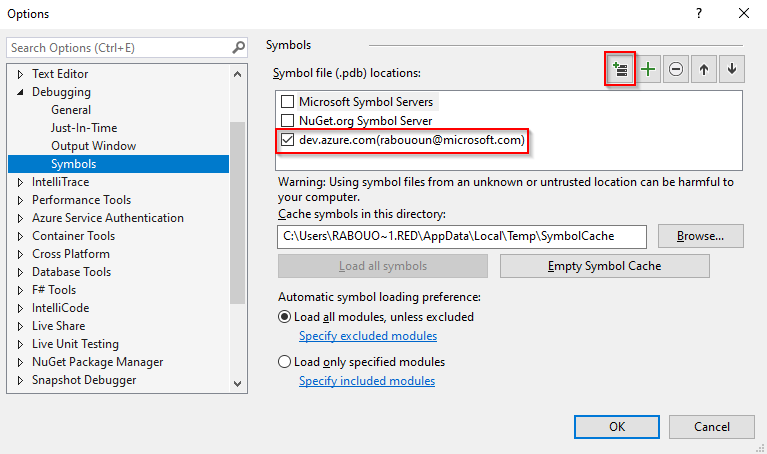 Options
?
Search Options (Ctrl+E)
Text Editor
Debugging
General
Just-In-Time
Output Window
Symbols
IntelliTrace
Performance Tools
Azure Service Authentication
Container Tools
Cross Platform
Database Tools
F# Tools
IntelliCode
Live Share
Live Unit Testing
NuGet Package Manager
Snapshot Debugger
Symbols
Symbol file (.pdb) locations:
Microsoft Symbol Servers
NuGet.org Symbol Server
dev.azure.com(rabououn@microsoft.com)
Warning: Using symbol files from an unknown or untrusted location can be harmful to
your computer.
Cache symbols in this directory:
C:\Users\RABOUO~1.RED\AppData\Local\Temp\SymbolCache
Browse...
Load all symbols
Empty Symbol Cache
Automatic symbol loading preference:
Load all modules, unless excluded
Specify excluded modules
Load only specified modules
Specify included modules
OK
Cancel